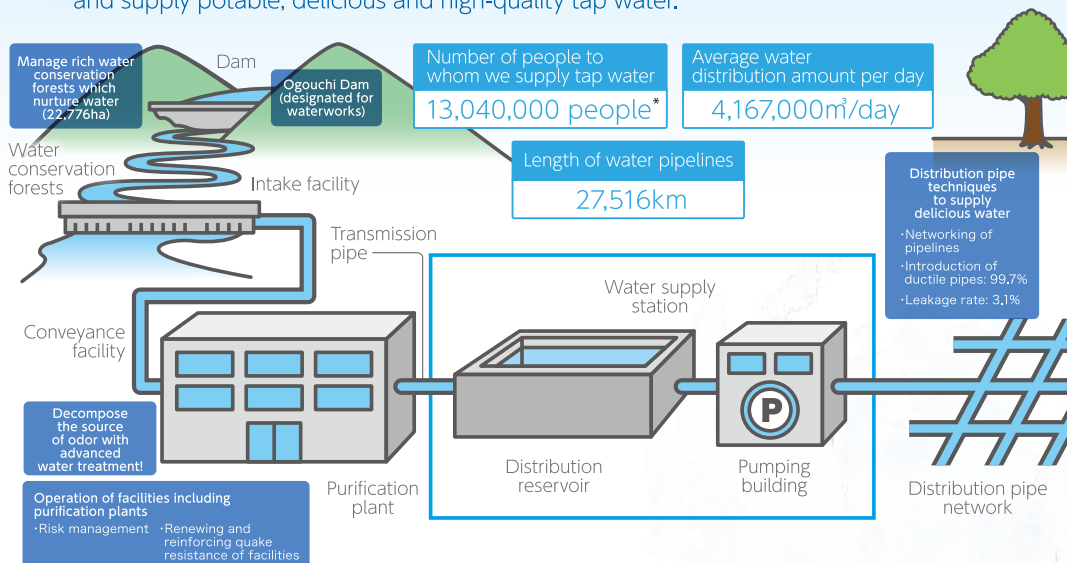 and supply potable, delicious and high-quality tap water.
Manage rich water
conservation
forests which
nurture water
(22,776ha)
Dam
Ogouchi Dam
(designated for
waterworks)
Number of people to
whom we supply tap water
13,040,000 people*
Average water
distribution amount per day
4,167,000㎥/day
Length of water pipelines
27,516km
Water
conservation
forests
Intake facility
Transmission
pipe
Distribution pipe
techniques
to supply
delicious water
・Networking of
pipelines
・Introduction of
ductile pipes: 99.7%
・Leakage rate: 3.1%
Water supply
station
Conveyance
facility
P
Decompose
the source
of odor with
advanced
water treatment!
Operation of facilities including
purification plants
・Risk management
・Renewing and
reinforcing quake
resistance of facilities
Purification
plant
Distribution
reservoir
Pumping
building
Distribution pipe
network